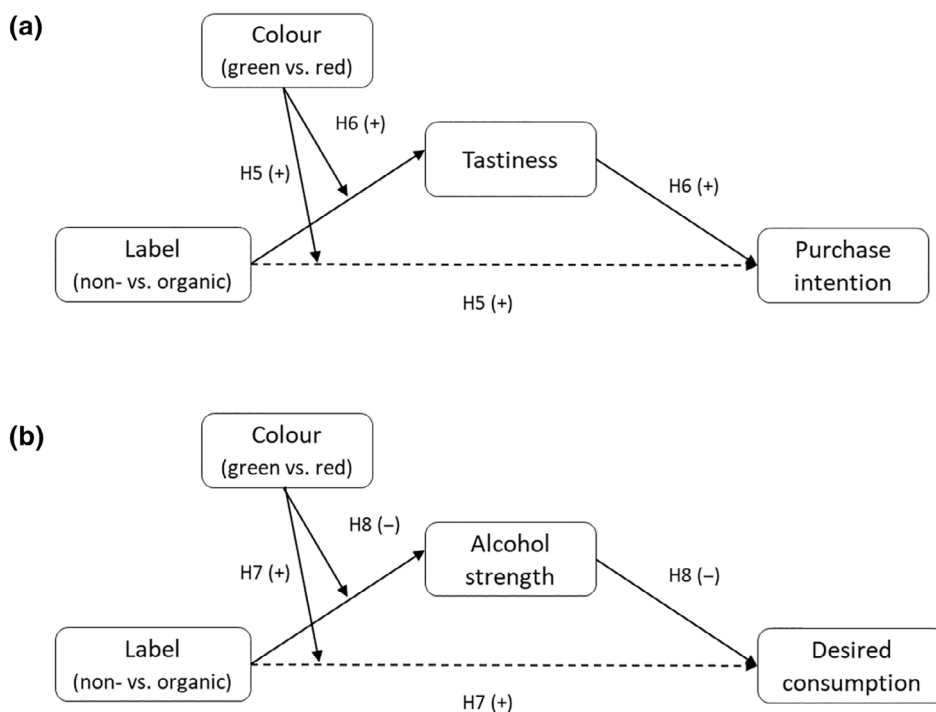 (a)
Colour
(green vs. red)
H6 (+)
H5 (+)
Tastiness
H6 (+)
Label
(non- vs. organic)
Purchase
intention
H5 (+)
(b)
Colour
(green vs. red)
H8 (–)
H7 (+)
Alcohol
strength
H8 (–)
Label
(non- vs. organic)
Desired
consumption
H7 (+)